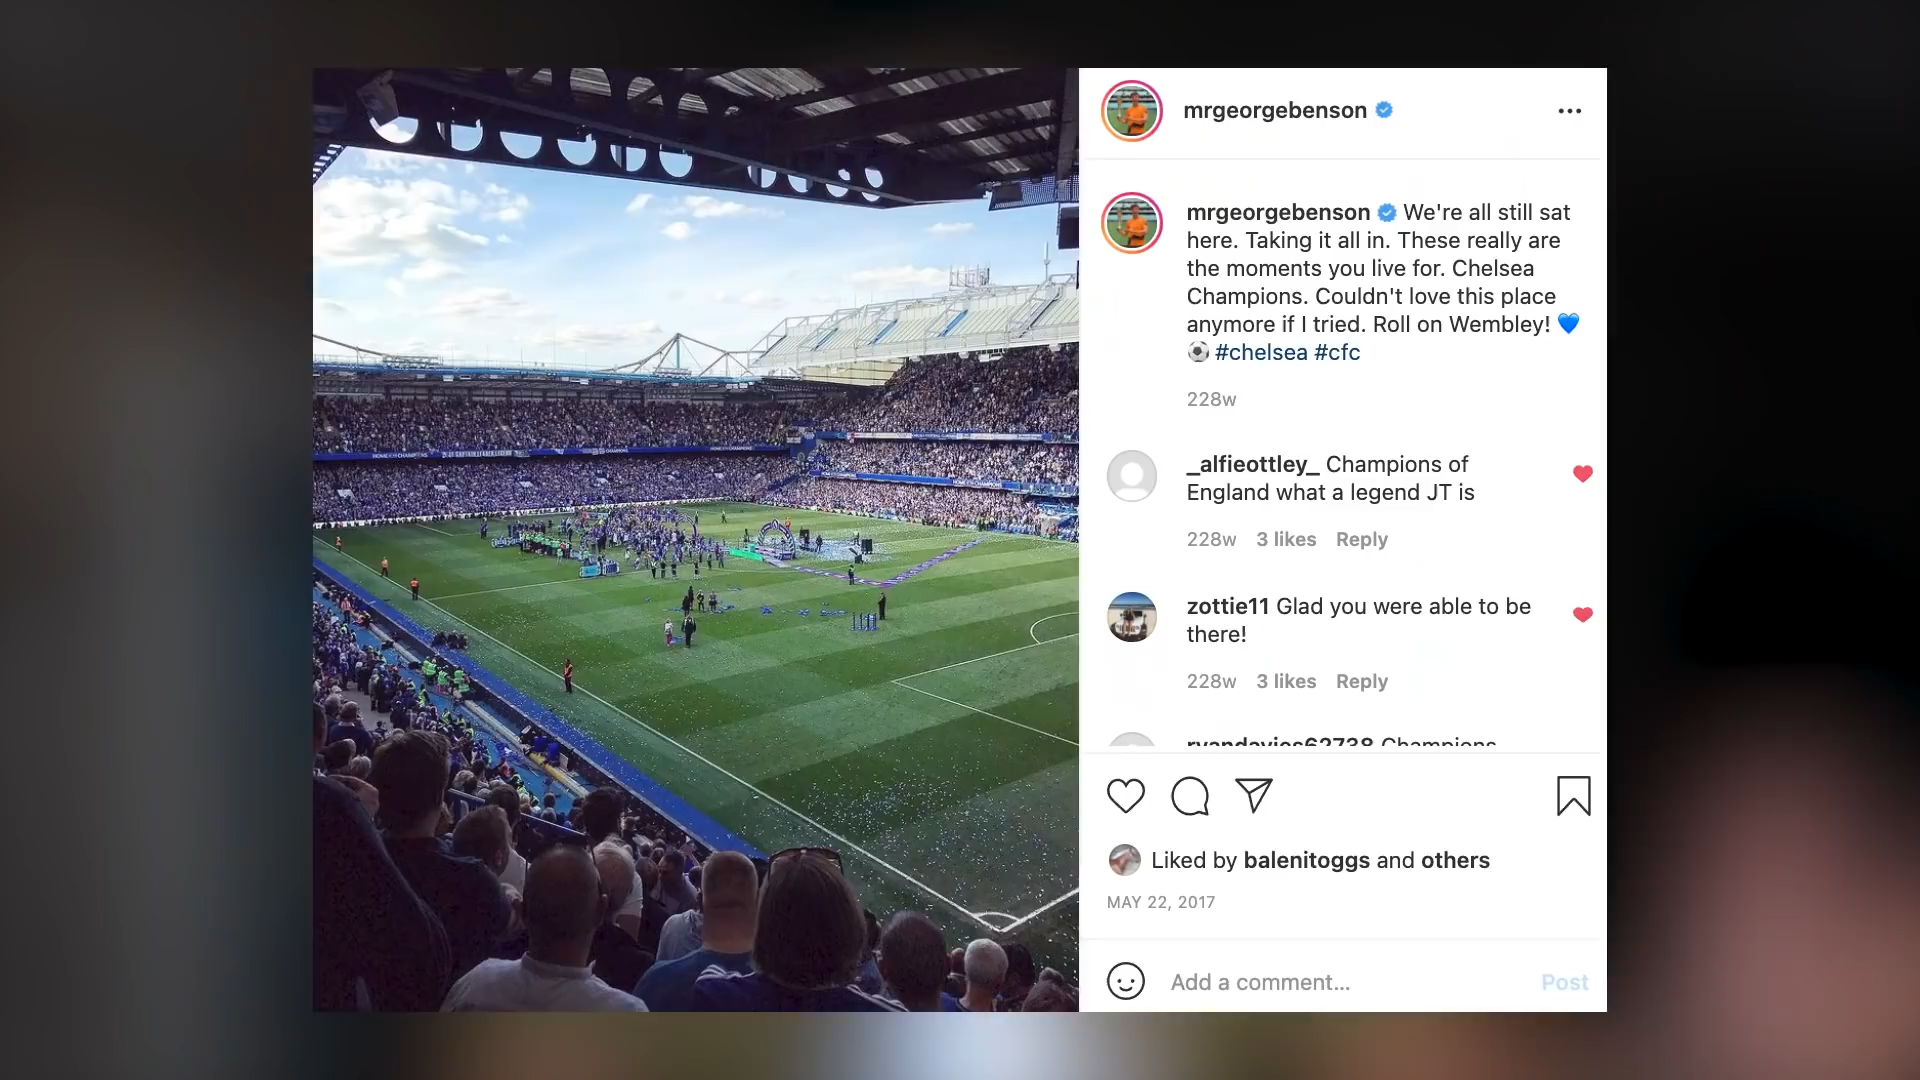 mrgeorgebenson
mrgeorgebenson We're all still sat
here. Taking it all in. These really are
the moments you live for. Chelsea
Champions. Couldn't love this place
anymore if I tried. Roll on Wembley! 💙
⚽ #chelsea #cfc
228w
_alfieottley_ Champions of
England what a legend JT is
228w 3 likes Reply
zottie11 Glad you were able to be
there!
228w 3 likes Reply
ryandavies62738 Champions
Liked by balenitoggs and others
MAY 22, 2017
Add a comment... Post